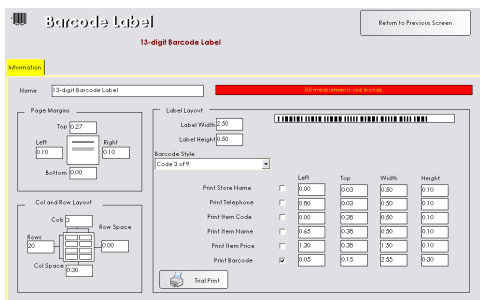 Barcode Label
Return to Previous Screen
13-digit Barcode Label
Information
Name 13-digit Barcode Label
All measurments use Inches.
Page Margins
Top 0.27
Left Right
0.10 0.10
Bottom 0.00
Label Layout
Label Width 2.50
Label Height 0.50
Barcode Style
Code 3 of 9
Left Top Width Height
Print Store Name 0.00 0.03 0.50 0.10
Print Telephone 0.80 0.03 0.50 0.10
Print Item Code 0.00 0.38 0.50 0.10
Print Item Name 0.65 0.38 0.50 0.10
Print Item Price 1.30 0.38 1.50 0.10
Print Barcode 0.05 0.15 2.55 0.30
Col and Row Layout
Cols 3
Row Space
Rows
20 0.00
Col Space 0.30
Trial Print